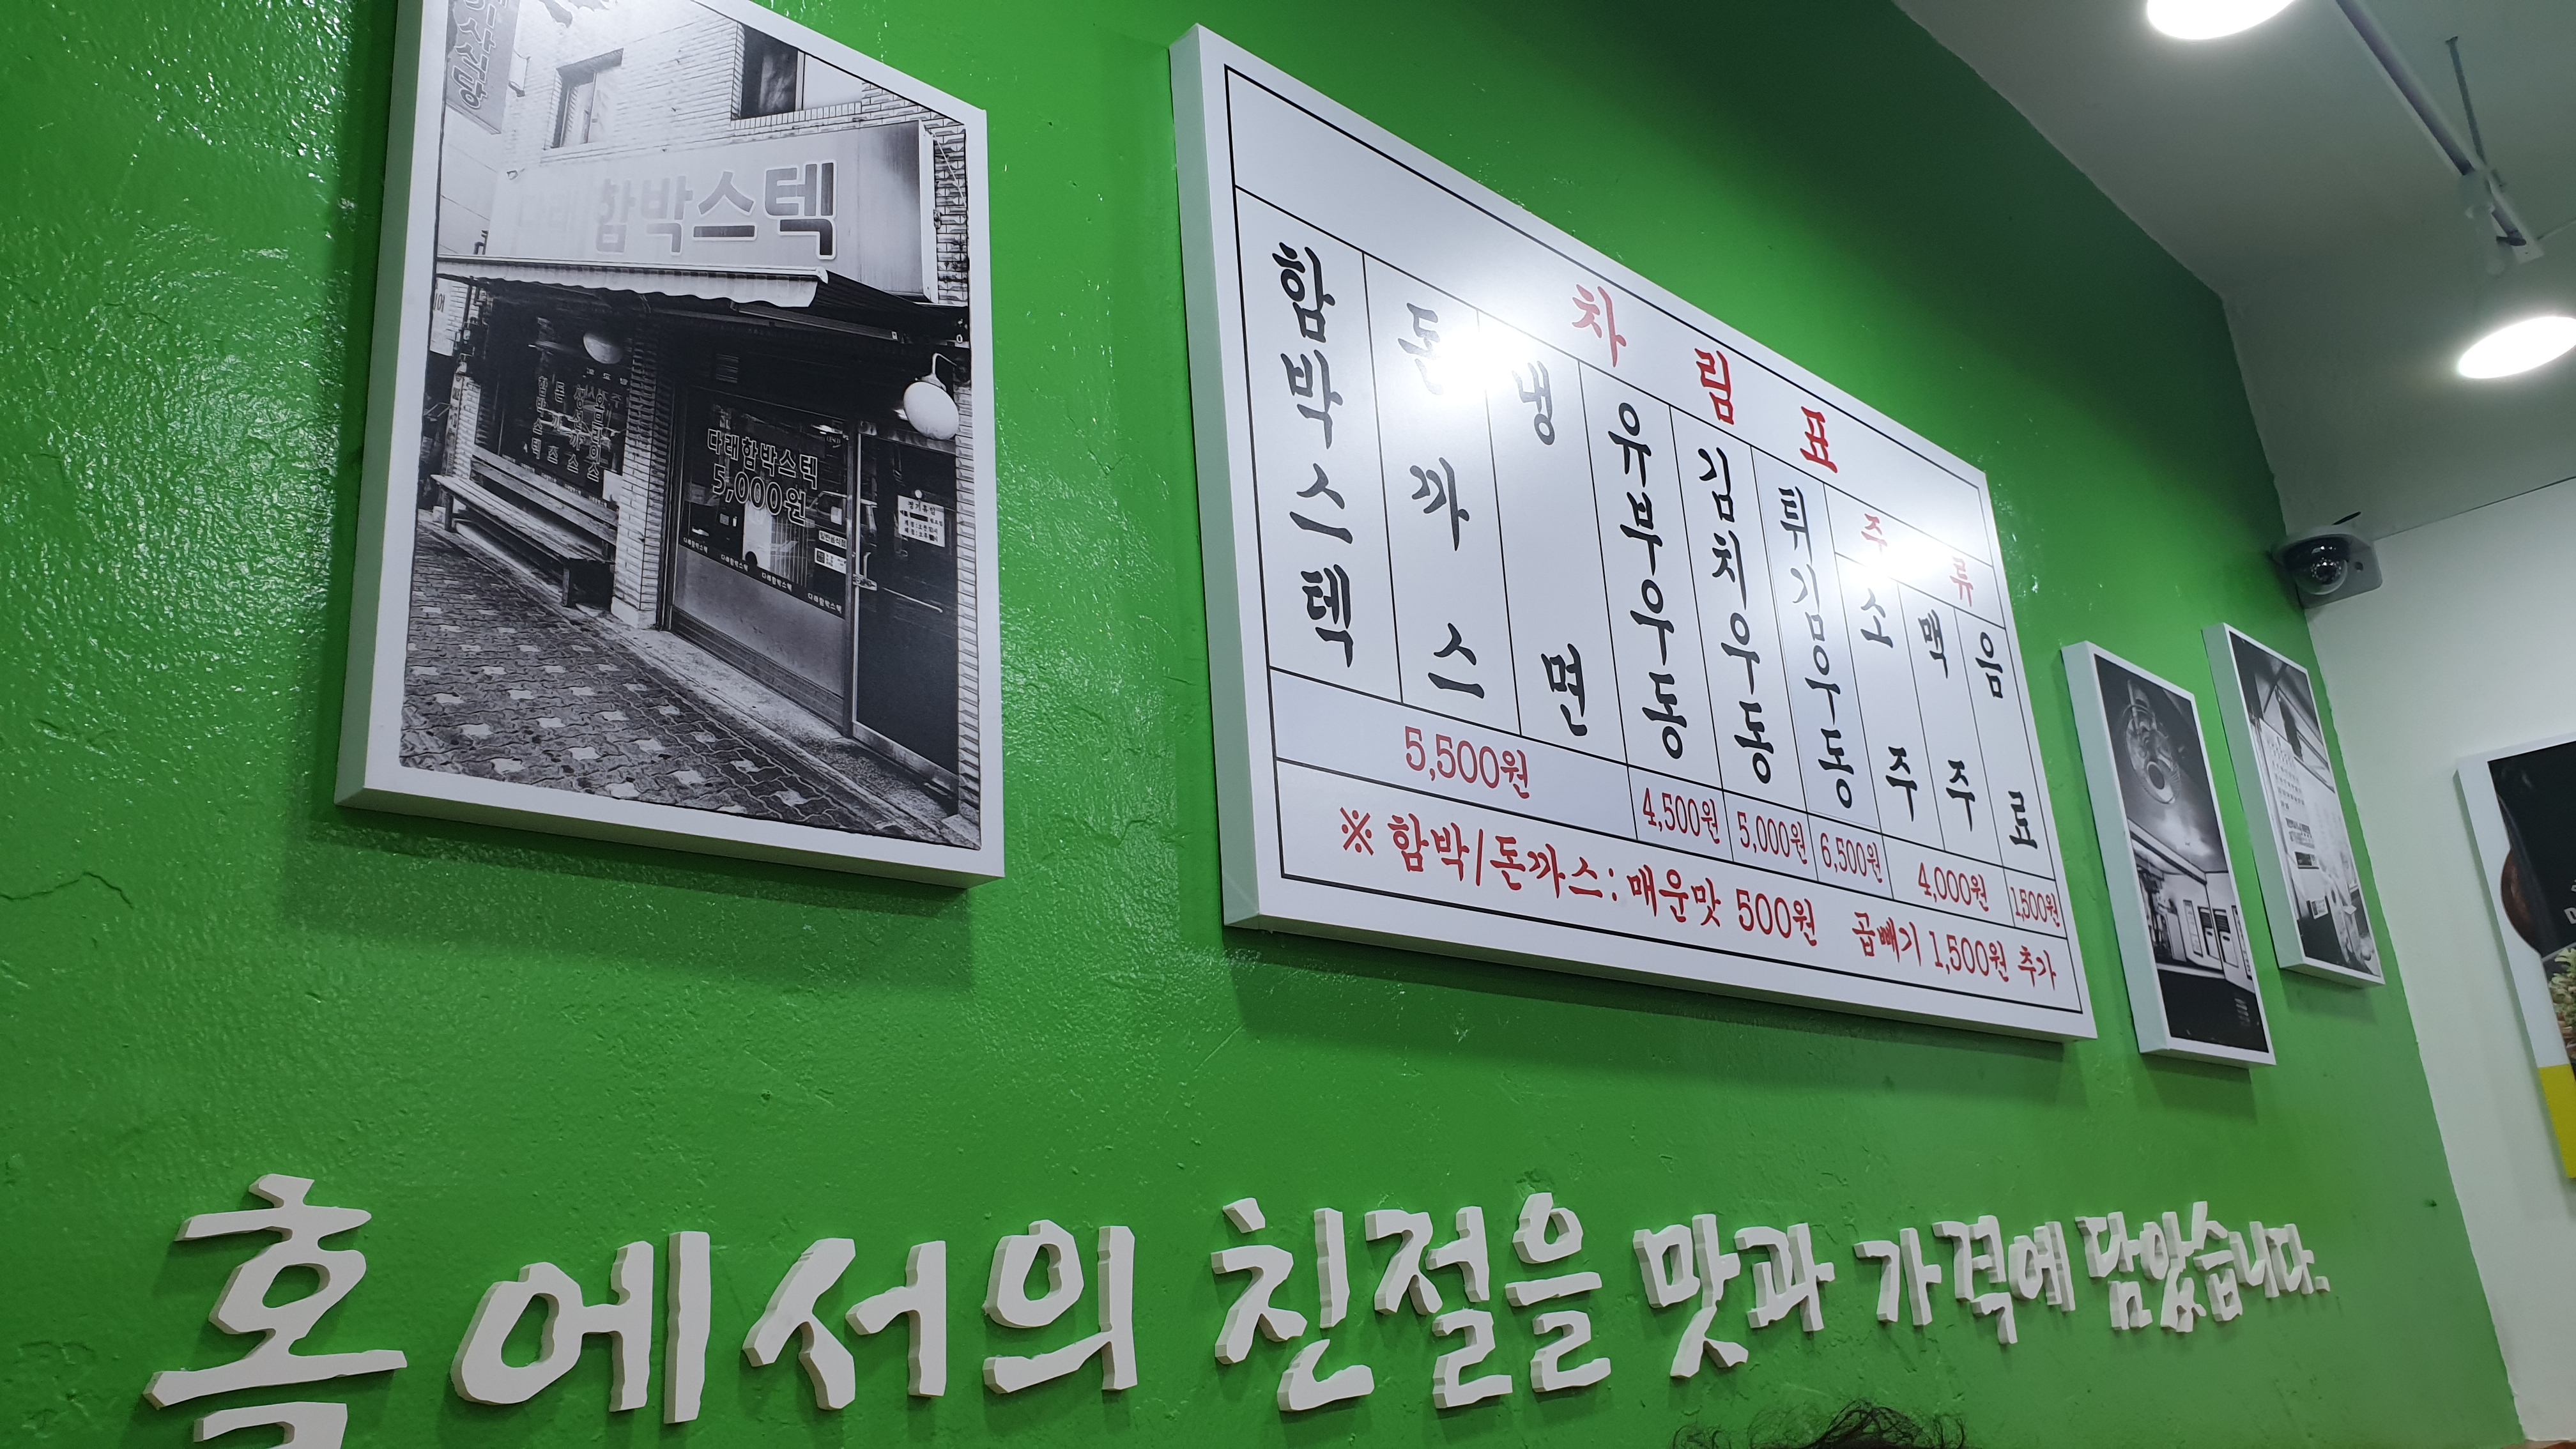 함박스텍
다래함박스텍
5,000원
차림표
함박스텍
돈까스
냉면
유부우동
김치우동
튀김우동
주류
소주
맥주
음료
5,500원
4,500원
5,000원
6,500원
4,000원
1,500원
※ 함박/돈까스 : 매운맛 500원 곱빼기 1,500원 추가
홀에서의 친절을 맛과 가격에 담았습니다.